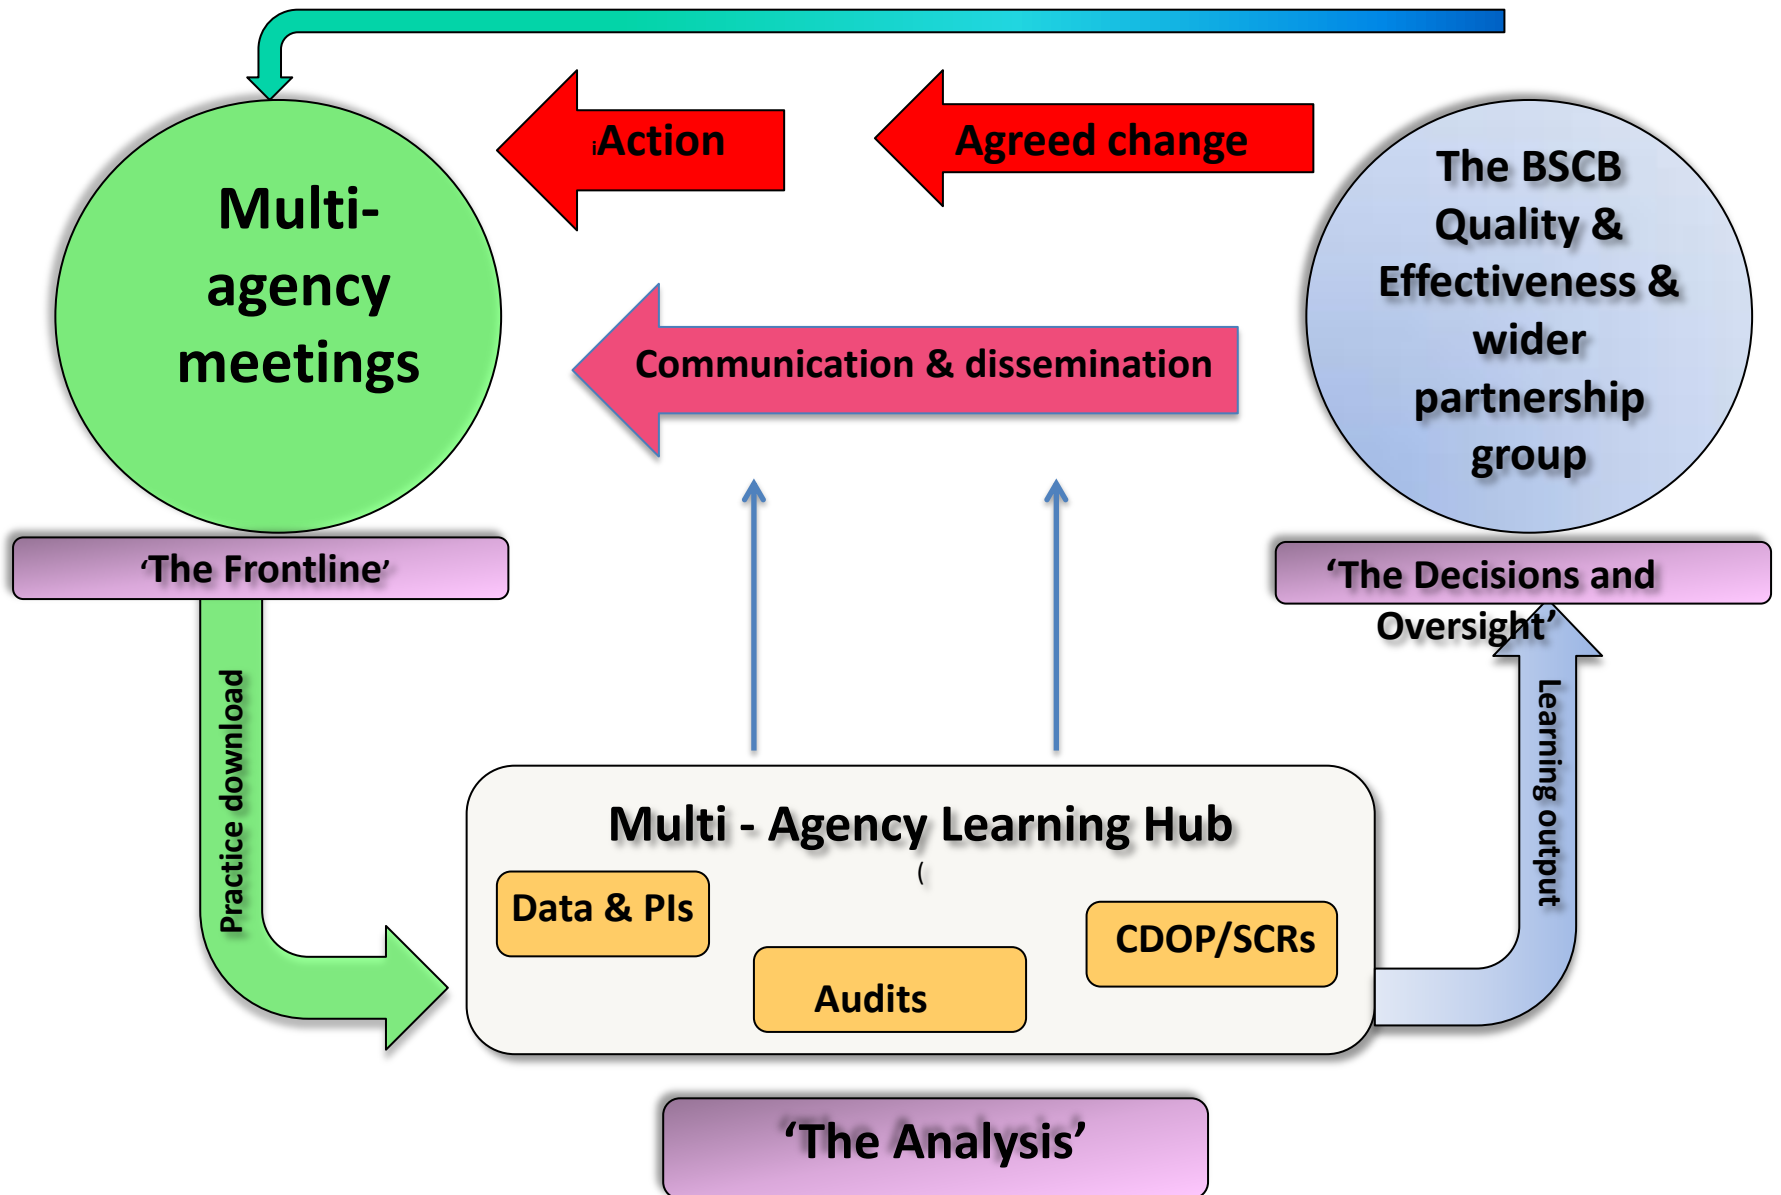 Multi-
agency
meetings
iAction
Agreed change
Communication & dissemination
The BSCB
Quality &
Effectiveness &
wider
partnership
group
‘The Frontline’
‘The Decisions and
Oversight’
Practice download
Learning output
Multi - Agency Learning Hub
(
Data & PIs
Audits
CDOP/SCRs
‘The Analysis’